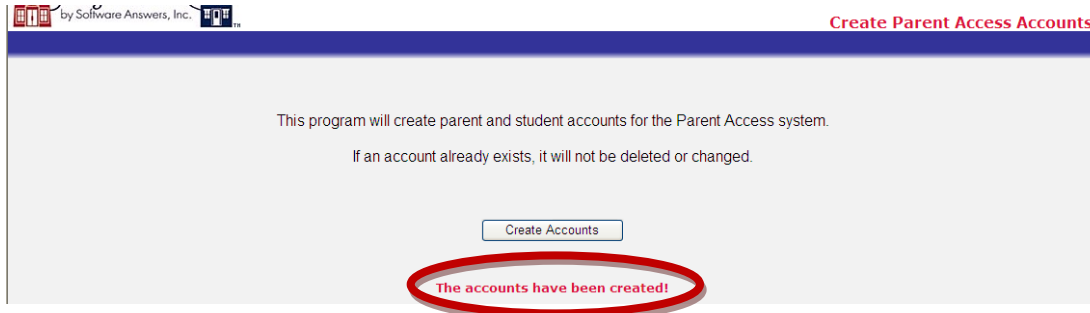 by Software Answers, Inc.
TM
Create Parent Access Accounts
This program will create parent and student accounts for the Parent Access system.
If an account already exists, it will not be deleted or changed.
Create Accounts
The accounts have been created!